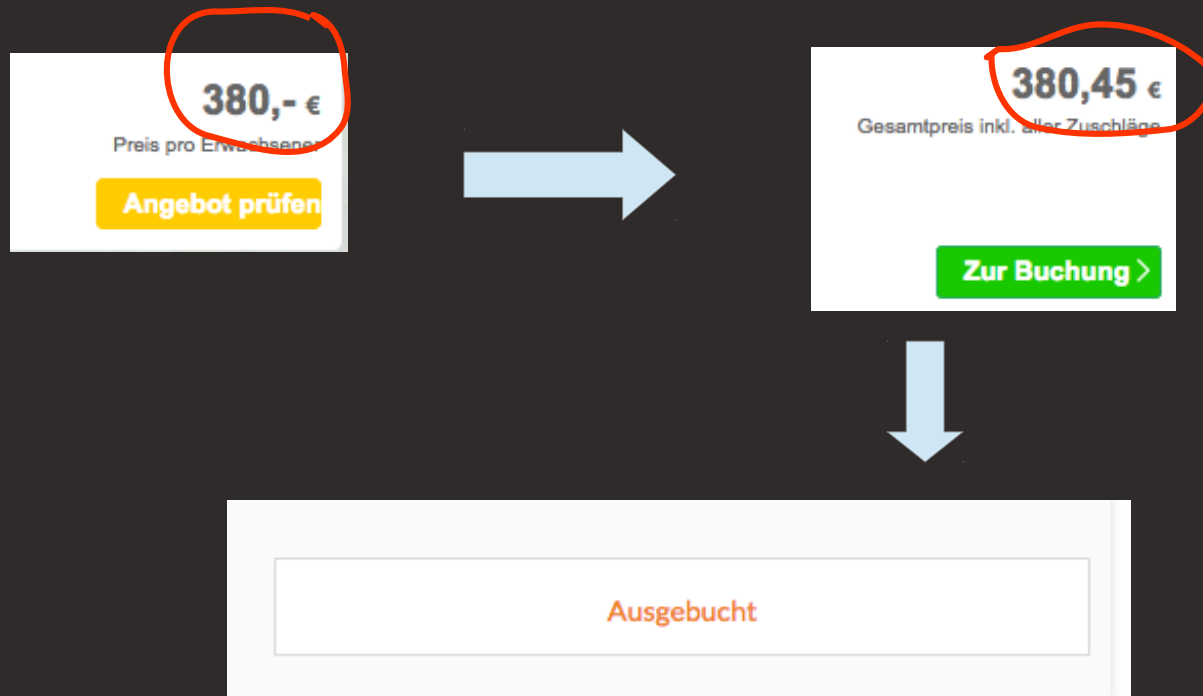 380,- €
Preis pro Erwachsener
Angebot prüfen
380,45 €
Gesamtpreis inkl. aller Zuschläge
Zur Buchung >
Ausgebucht